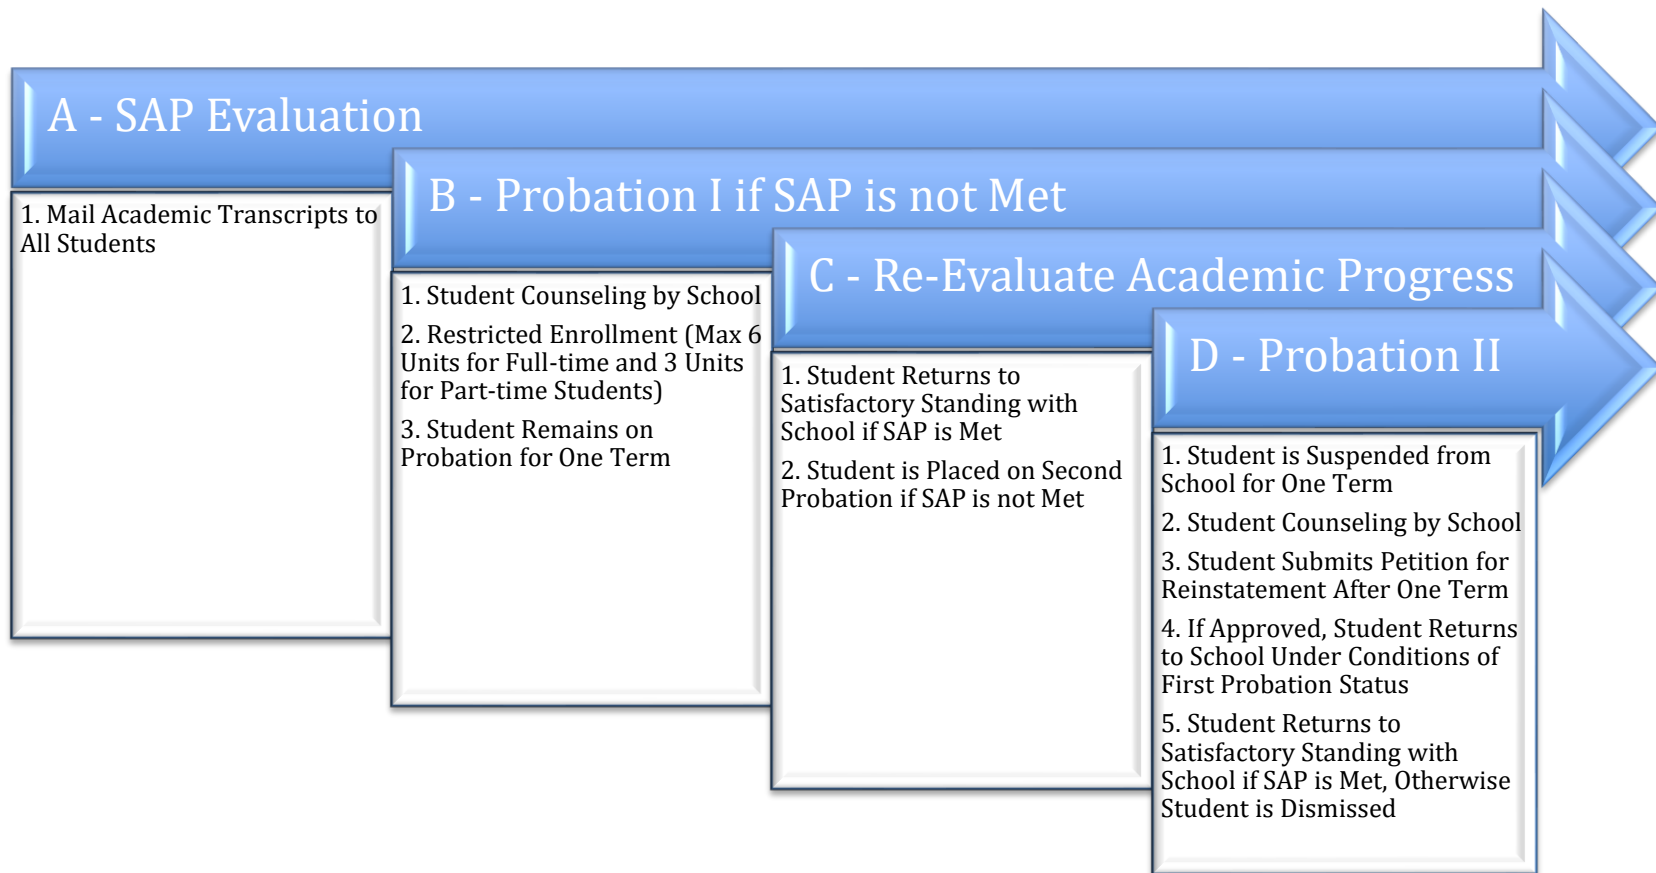 A - SAP Evaluation
1. Mail Academic Transcripts to
All Students
B - Probation I if SAP is not Met
1. Student Counseling by School
2. Restricted Enrollment (Max 6
Units for Full-time and 3 Units
for Part-time Students)
3. Student Remains on
Probation for One Term
C - Re-Evaluate Academic Progress
1. Student Returns to
Satisfactory Standing with
School if SAP is Met
2. Student is Placed on Second
Probation if SAP is not Met
D - Probation II
1. Student is Suspended from
School for One Term
2. Student Counseling by School
3. Student Submits Petition for
Reinstatement After One Term
4. If Approved, Student Returns
to School Under Conditions of
First Probation Status
5. Student Returns to
Satisfactory Standing with
School if SAP is Met, Otherwise
Student is Dismissed